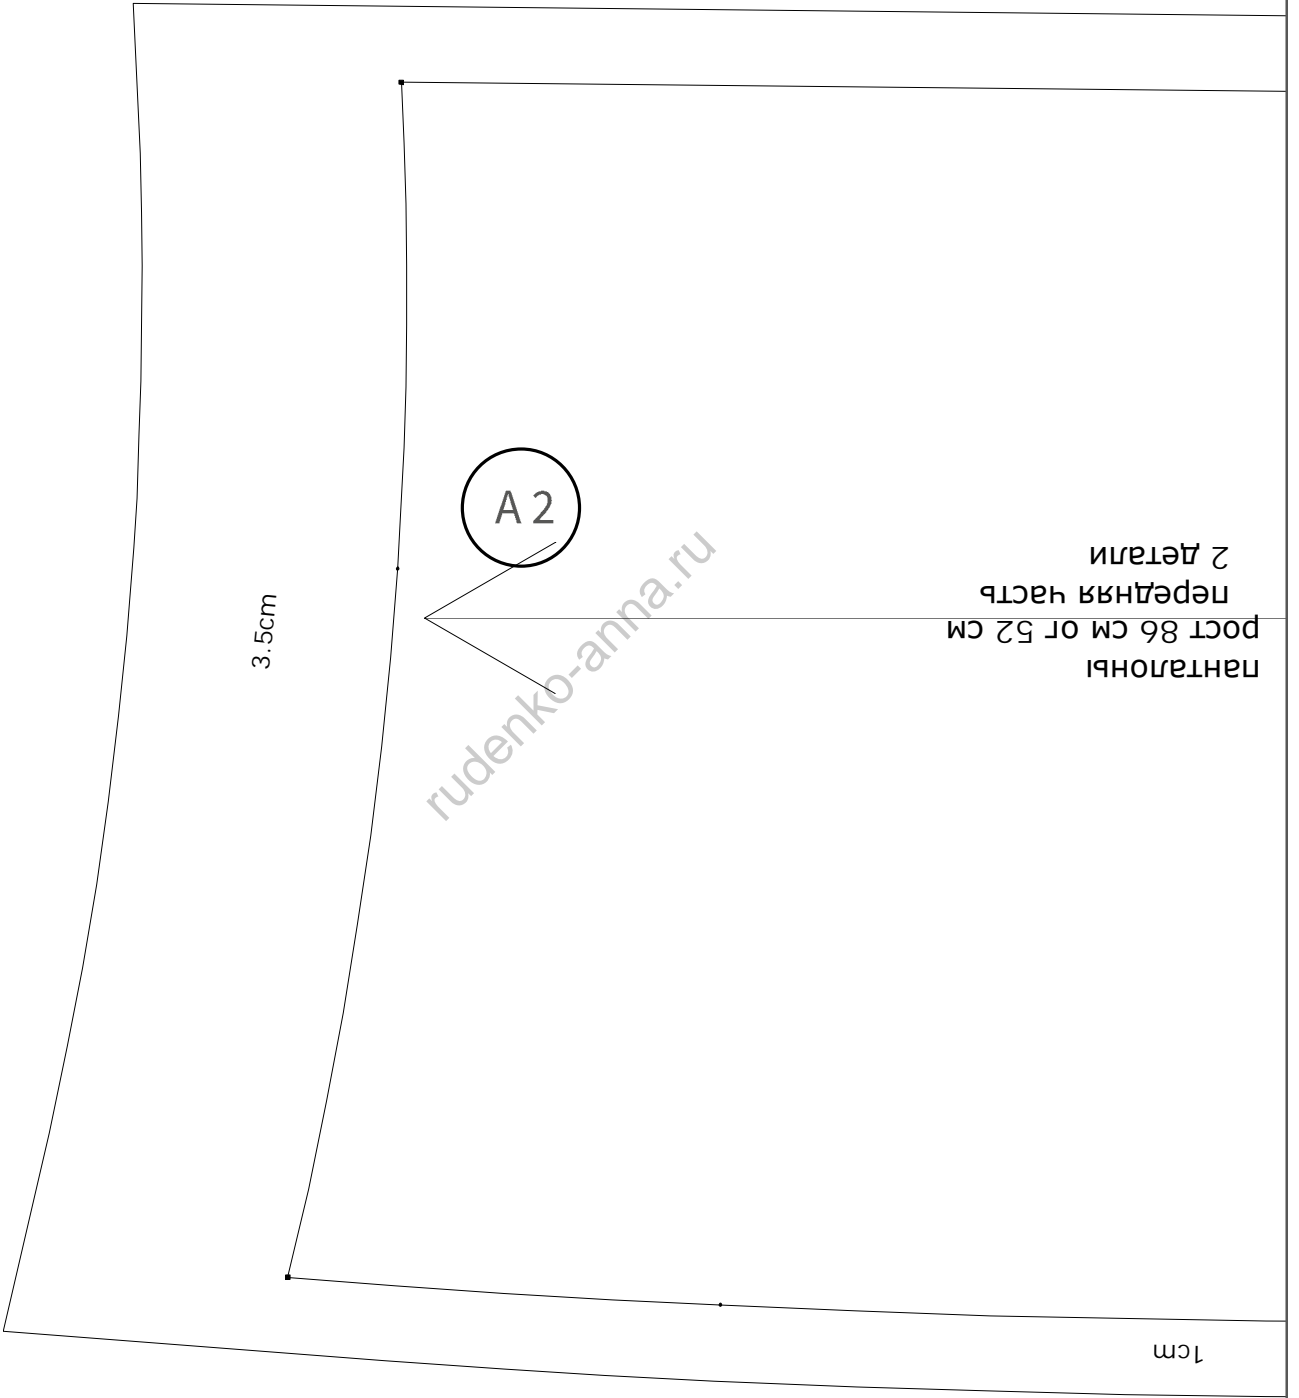 A 2
3.5cm
rudenko-anna.ru
панталоны
рост 86 см ог 52 см
передняя часть
2 детали
1cm